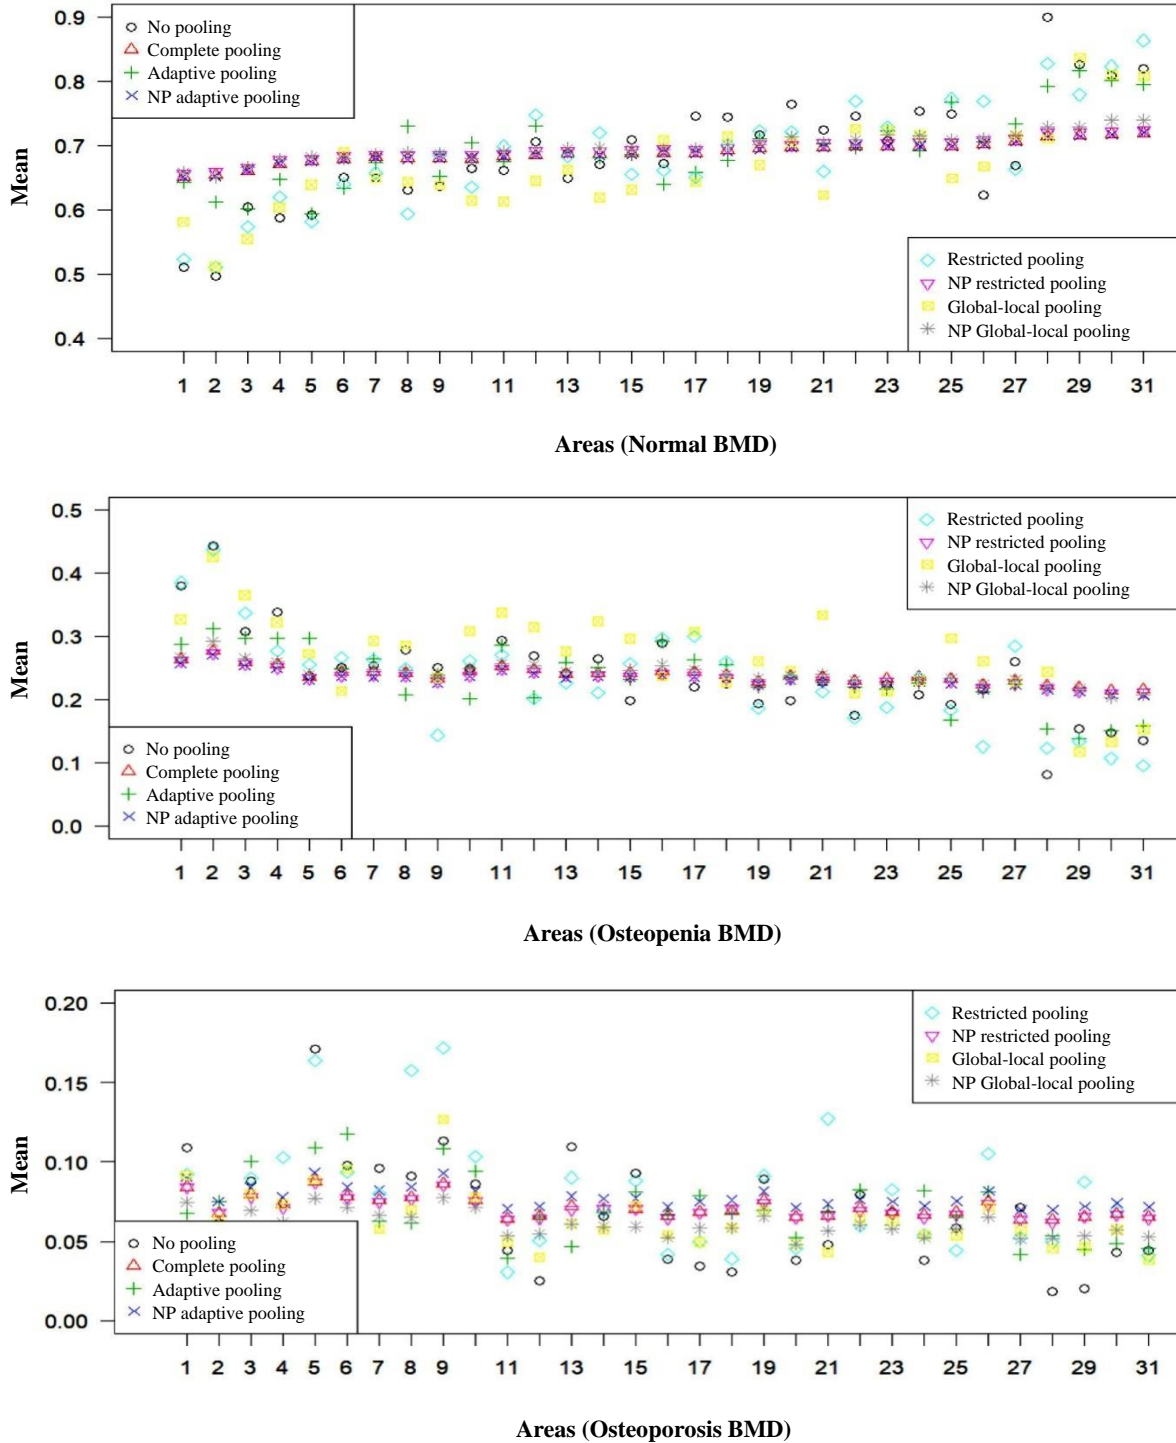 0.9
0.8
0.7
0.6
0.5
0.4
Mean
No pooling
Complete pooling
Adaptive pooling
NP adaptive pooling
Restricted pooling
NP restricted pooling
Global-local pooling
NP Global-local pooling
1 2 3 4 5 6 7 8 9 11 13 15 17 19 21 23 25 27 29 31
Areas (Normal BMD)
0.5
0.4
0.3
0.2
0.1
0.0
Mean
Restricted pooling
NP restricted pooling
Global-local pooling
NP Global-local pooling
No pooling
Complete pooling
Adaptive pooling
NP adaptive pooling
1 2 3 4 5 6 7 8 9 11 13 15 17 19 21 23 25 27 29 31
Areas (Osteopenia BMD)
0.20
0.15
0.10
0.05
0.00
Mean
Restricted pooling
NP restricted pooling
Global-local pooling
NP Global-local pooling
No pooling
Complete pooling
Adaptive pooling
NP adaptive pooling
1 2 3 4 5 6 7 8 9 11 13 15 17 19 21 23 25 27 29 31
Areas (Osteoporosis BMD)